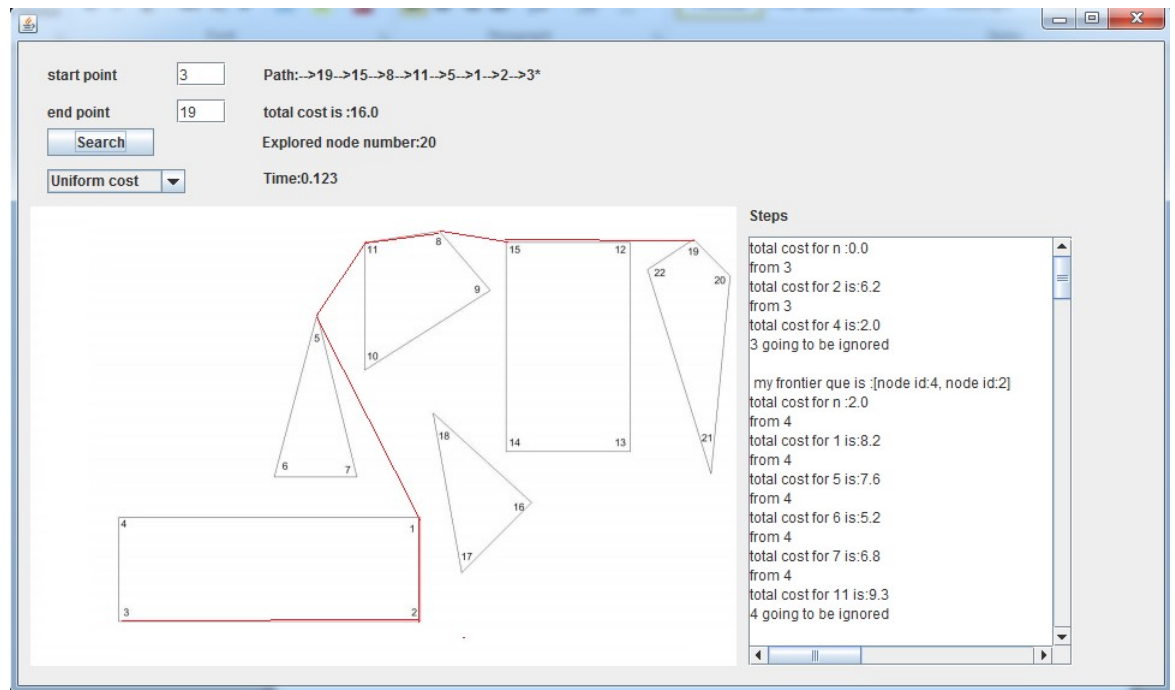 start point
3
Path:-->19-->15-->8-->11-->5-->1-->2-->3*
end point
19
total cost is :16.0
Search
Explored node number:20
Uniform cost
Time:0.123
Steps
total cost for n :0.0
from 3
total cost for 2 is:6.2
from 3
total cost for 4 is:2.0
3 going to be ignored
my frontier que is :[node id:4, node id:2]
total cost for n :2.0
from 4
total cost for 1 is:8.2
from 4
total cost for 5 is:7.6
from 4
total cost for 6 is:5.2
from 4
total cost for 7 is:6.8
from 4
total cost for 11 is:9.3
4 going to be ignored
11
8
15
12
19
22
20
9
5
10
18
14
13
21
6
7
16
4
1
17
3
2